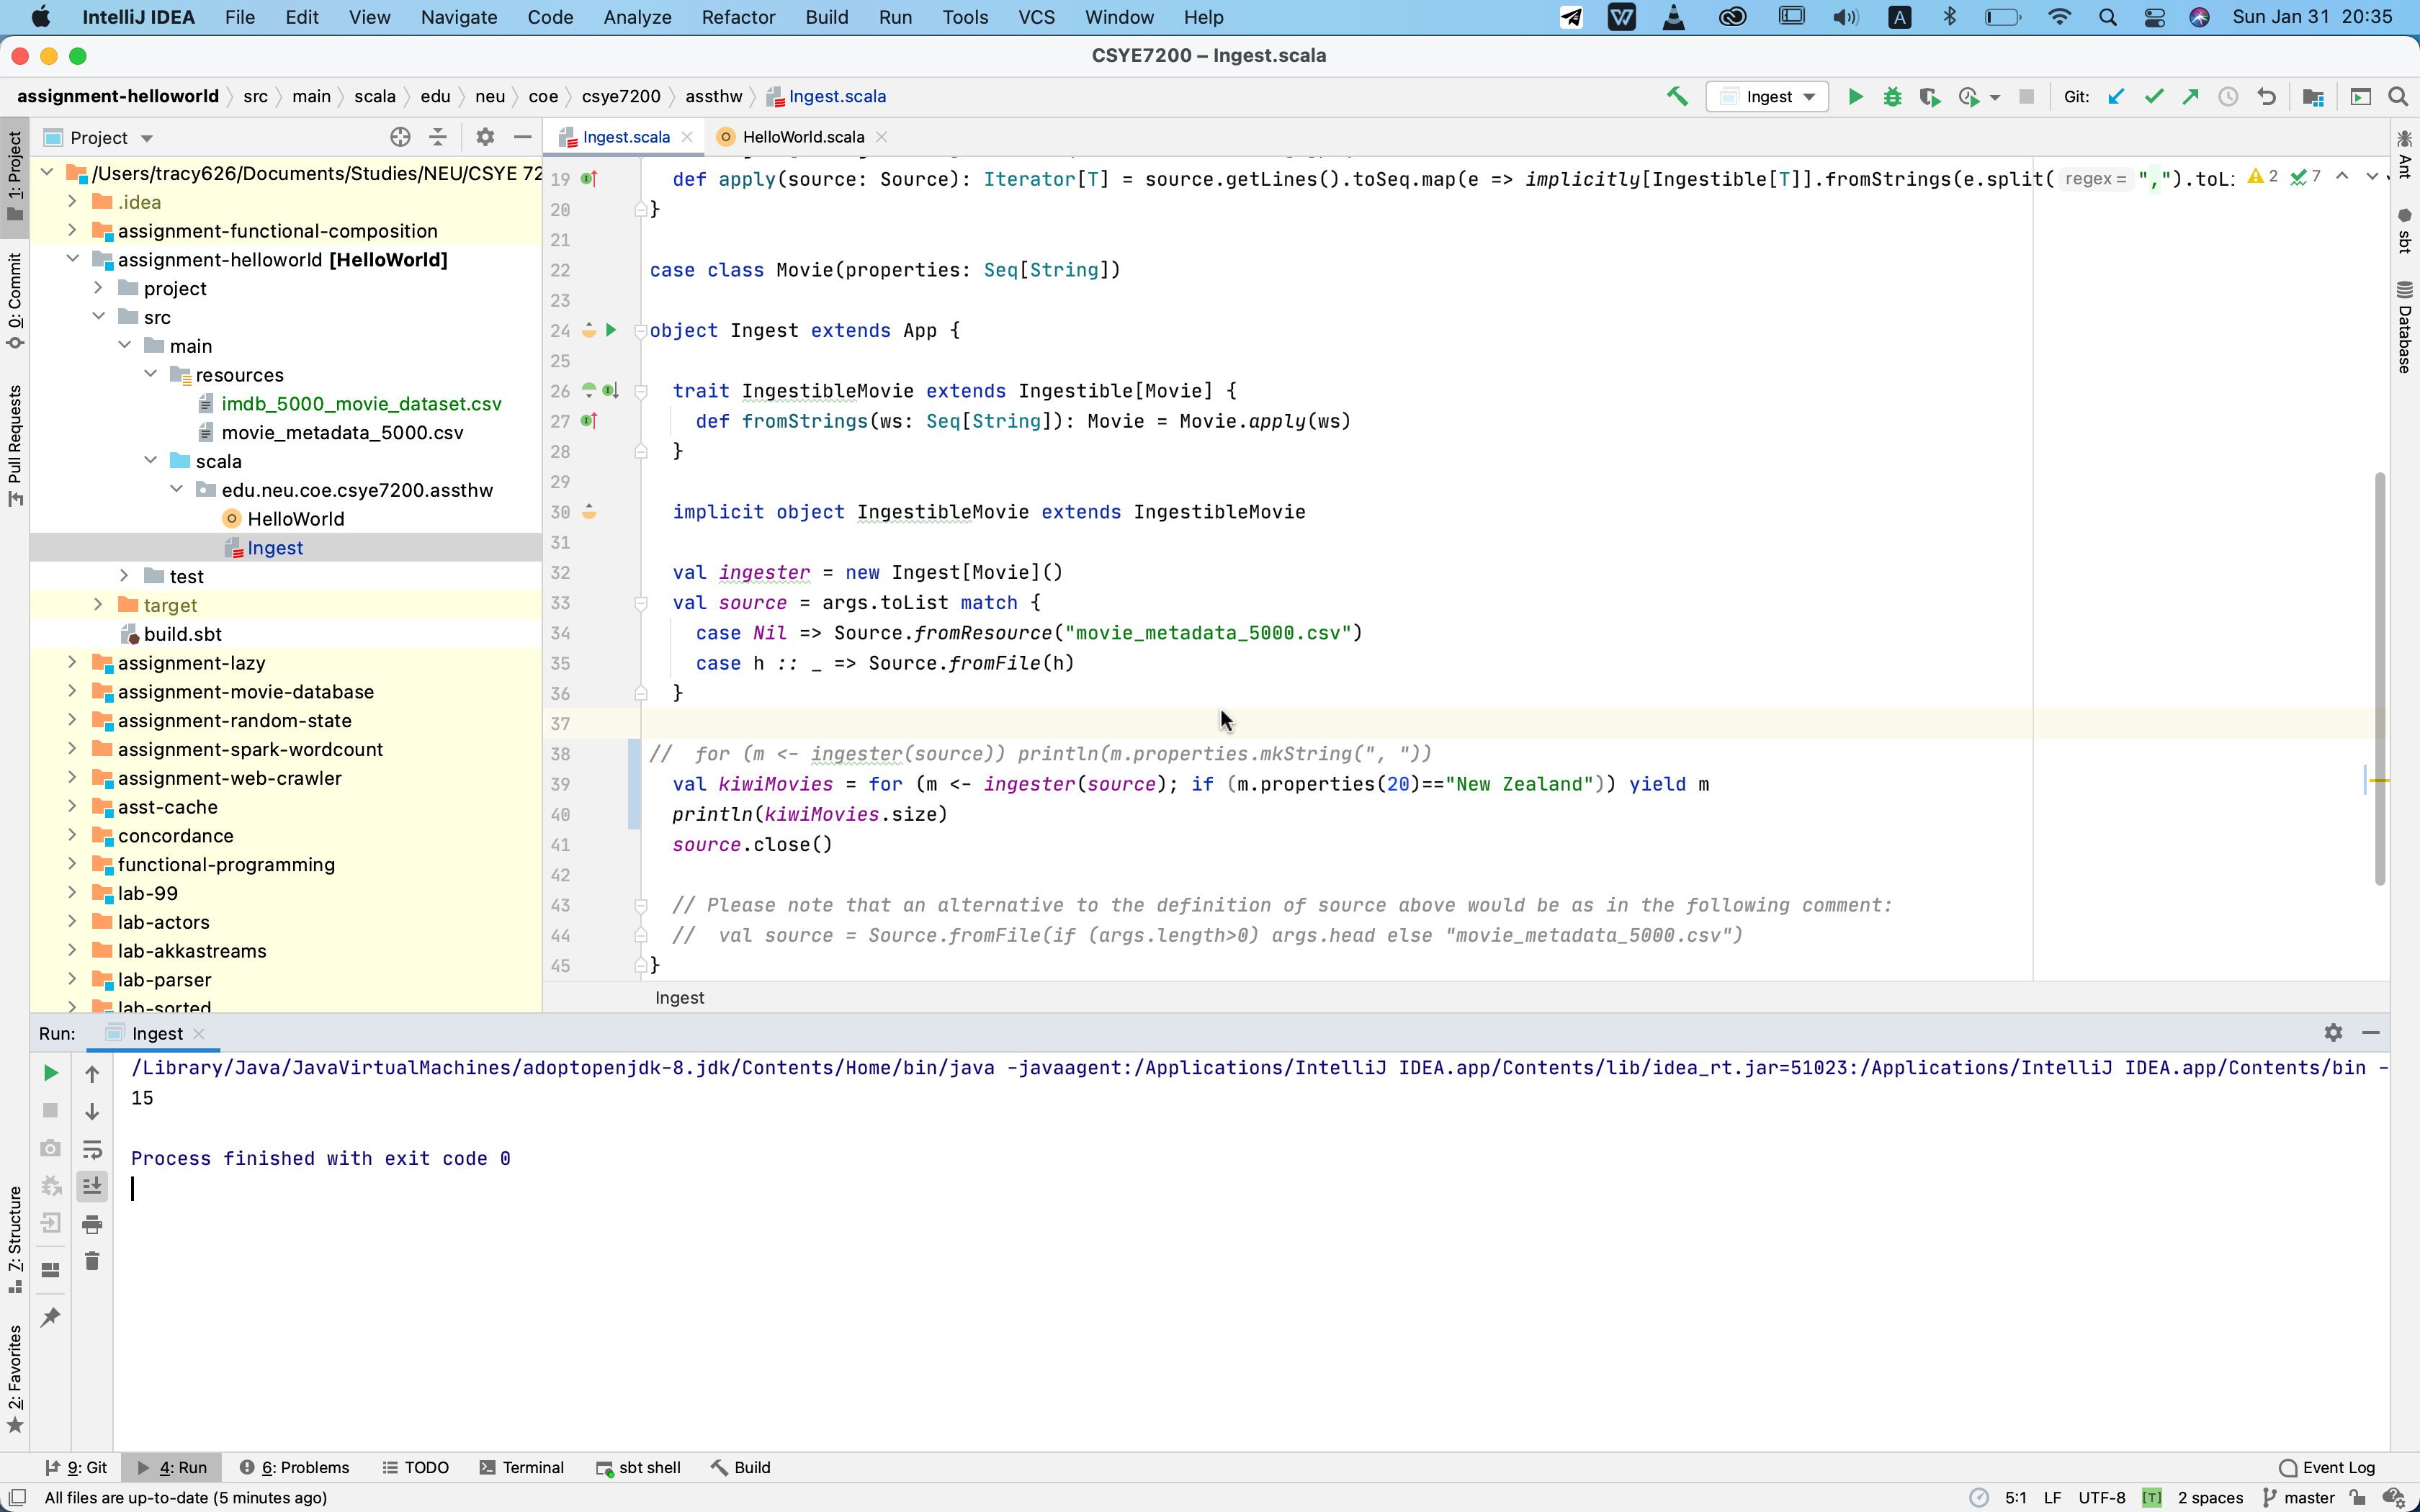 IntelliJ IDEA File Edit View Navigate Code Analyze Refactor Build Run Tools VCS Window Help Sun Jan 31 20:35
CSYE7200 – Ingest.scala
assignment-helloworld src main scala edu neu coe csye7200 assthw Ingest.scala Ingest Git:
1: Project
0: Commit
Pull Requests
7: Structure
2: Favorites
Project
/Users/tracy626/Documents/Studies/NEU/CSYE 72
.idea
assignment-functional-composition
assignment-helloworld [HelloWorld]
project
src
main
resources
imdb_5000_movie_dataset.csv
movie_metadata_5000.csv
scala
edu.neu.coe.csye7200.assthw
HelloWorld
Ingest
test
target
build.sbt
assignment-lazy
assignment-movie-database
assignment-random-state
assignment-spark-wordcount
assignment-web-crawler
asst-cache
concordance
functional-programming
lab-99
lab-actors
lab-akkastreams
lab-parser
lab-sorted
Ingest.scala HelloWorld.scala
19 def apply(source: Source): Iterator[T] = source.getLines().toSeq.map(e => implicitly[Ingestible[T]].fromStrings(e.split( regex = ",").toL: 2 7
20 }
21
22 case class Movie(properties: Seq[String])
23
24 object Ingest extends App {
25
26 trait IngestibleMovie extends Ingestible[Movie] {
27 def fromStrings(ws: Seq[String]): Movie = Movie.apply(ws)
28 }
29
30 implicit object IngestibleMovie extends IngestibleMovie
31
32 val ingester = new Ingest[Movie]()
33 val source = args.toList match {
34 case Nil => Source.fromResource("movie_metadata_5000.csv")
35 case h :: _ => Source.fromFile(h)
36 }
37
38 // for (m <- ingester(source)) println(m.properties.mkString(", "))
39 val kiwiMovies = for (m <- ingester(source); if (m.properties(20)=="New Zealand")) yield m
40 println(kiwiMovies.size)
41 source.close()
42
43 // Please note that an alternative to the definition of source above would be as in the following comment:
44 // val source = Source.fromFile(if (args.length>0) args.head else "movie_metadata_5000.csv")
45 }
Ingest
Ant
sbt
Database
Run: Ingest
/Library/Java/JavaVirtualMachines/adoptopenjdk-8.jdk/Contents/Home/bin/java -javaagent:/Applications/IntelliJ IDEA.app/Contents/lib/idea_rt.jar=51023:/Applications/IntelliJ IDEA.app/Contents/bin -
15
Process finished with exit code 0
9: Git 4: Run 6: Problems TODO Terminal sbt shell Build Event Log
All files are up-to-date (5 minutes ago) 5:1 LF UTF-8 [T] 2 spaces master